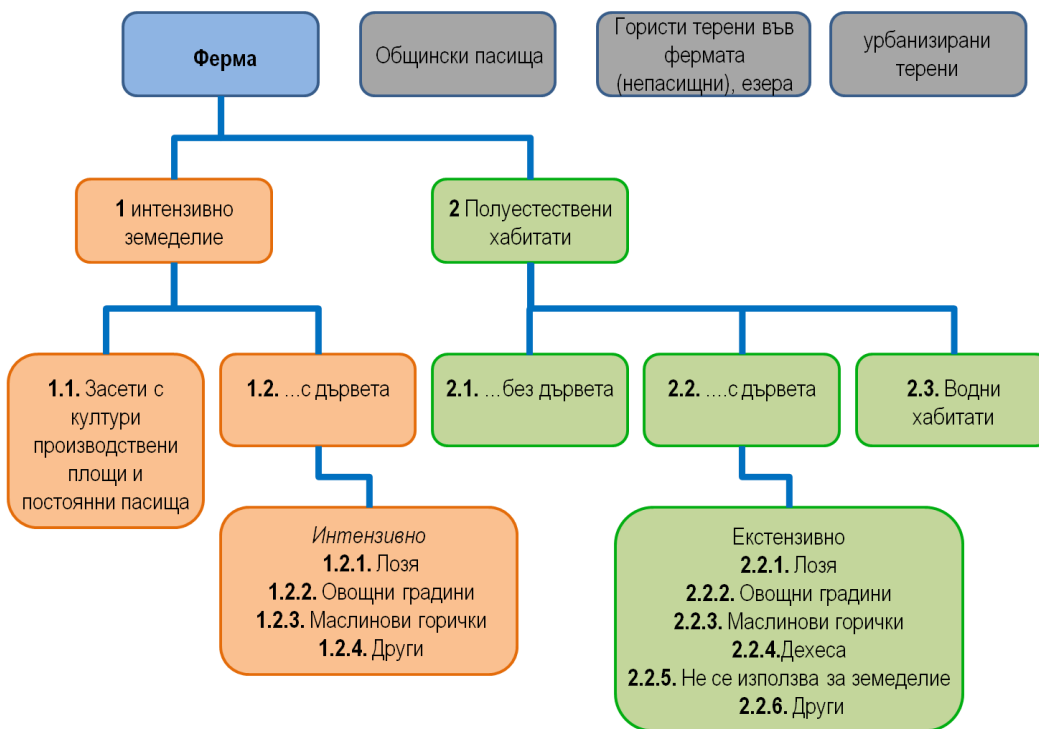 Ферма
Общински пасища
Гористи терени във
фермата
(непасищни), езера
урбанизирани
терени
1 интензивно
земеделие
2 Полуестествени
хабитати
1.1. Засети с
култури
производствени
площи и
постоянни пасища
1.2. ...с дървета
2.1. ...без дървета
2.2. ....с дървета
2.3. Водни
хабитати
Интензивно
1.2.1. Лозя
1.2.2. Овощни градини
1.2.3. Маслинови горички
1.2.4. Други
Екстензивно
2.2.1. Лозя
2.2.2. Овощни градини
2.2.3. Маслинови горички
2.2.4.Дехеса
2.2.5. Не се използва за земеделие
2.2.6. Други